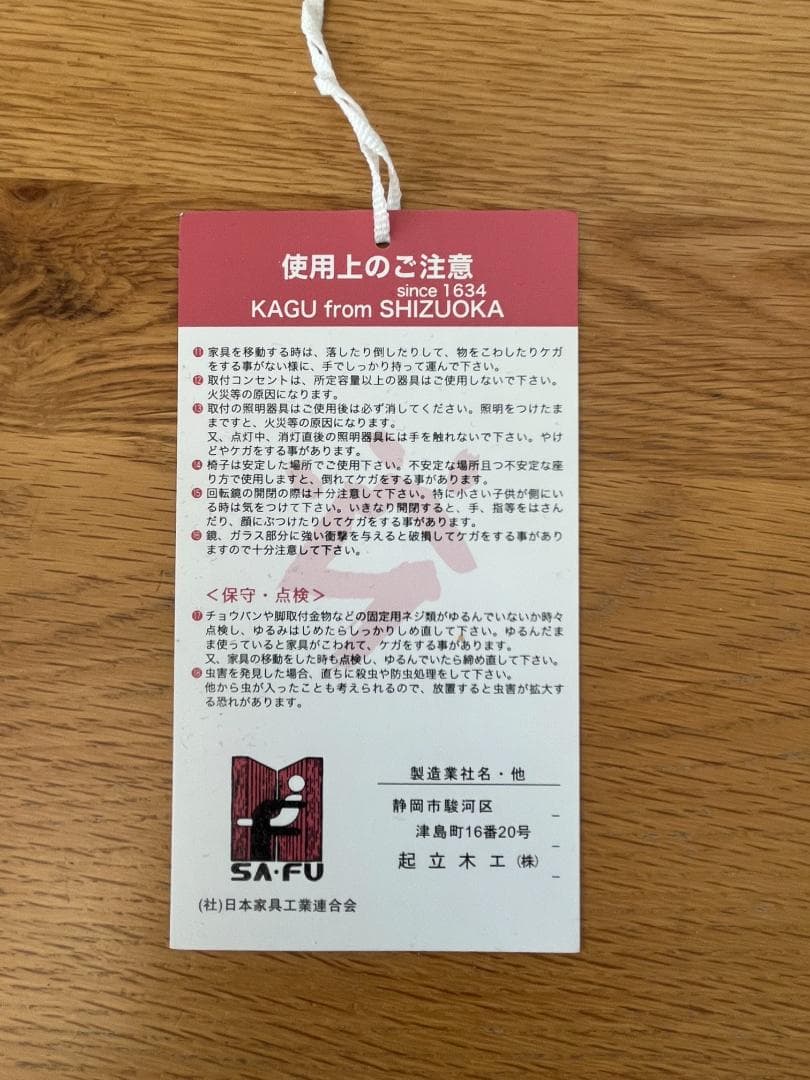 使用上のご注意
since 1634
KAGU from SHIZUOKA
⑪家具を移動する時は、落したり倒したりして、物をこわしたりケガ
をする事がない様に、手でしっかり持って運んで下さい。
⑫取付コンセントは、所定容量以上の器具はご使用しないで下さい。
火災等の原因になります。
⑬取付の照明器具はご使用後は必ず消してください。照明をつけたま
まですと、火災等の原因になります。
又、点灯中、消灯直後の照明器具には手を触れないで下さい。やけ
どやケガをする事があります。
⑭椅子は安定した場所でご使用下さい。不安定な場所且つ不安定な座
り方で使用しますと、倒れてケガをする事があります。
⑮回転鏡の開閉の際は十分注意して下さい。特に小さい子供が側にい
る時は気をつけて下さい。いきなり開閉すると、手、指等をはさん
だり、顔にぶつけたりしてケガをする事があります。
⑯鏡、ガラス部分に強い衝撃を与えると破損してケガをする事があり
ますので十分注意して下さい。
＜保守・点検＞
⑰チョウバンや脚取付金物などの固定用ネジ類がゆるんでいないか時々
点検し、ゆるみはじめたらしっかりしめ直して下さい。ゆるんだま
ま使っていると家具がこわれて、ケガをする事があります。
又、家具の移動をした時も点検し、ゆるんでいたら締め直して下さい。
⑱虫害を発見した場合、直ちに殺虫や防虫処理をして下さい。
他から虫が入ったことも考えられるので、放置すると虫害が拡大す
る恐れがあります。
製造業社名・他
静岡市駿河区
津島町16番20号
起立木工(株)
SA·FU
(社)日本家具工業連合会